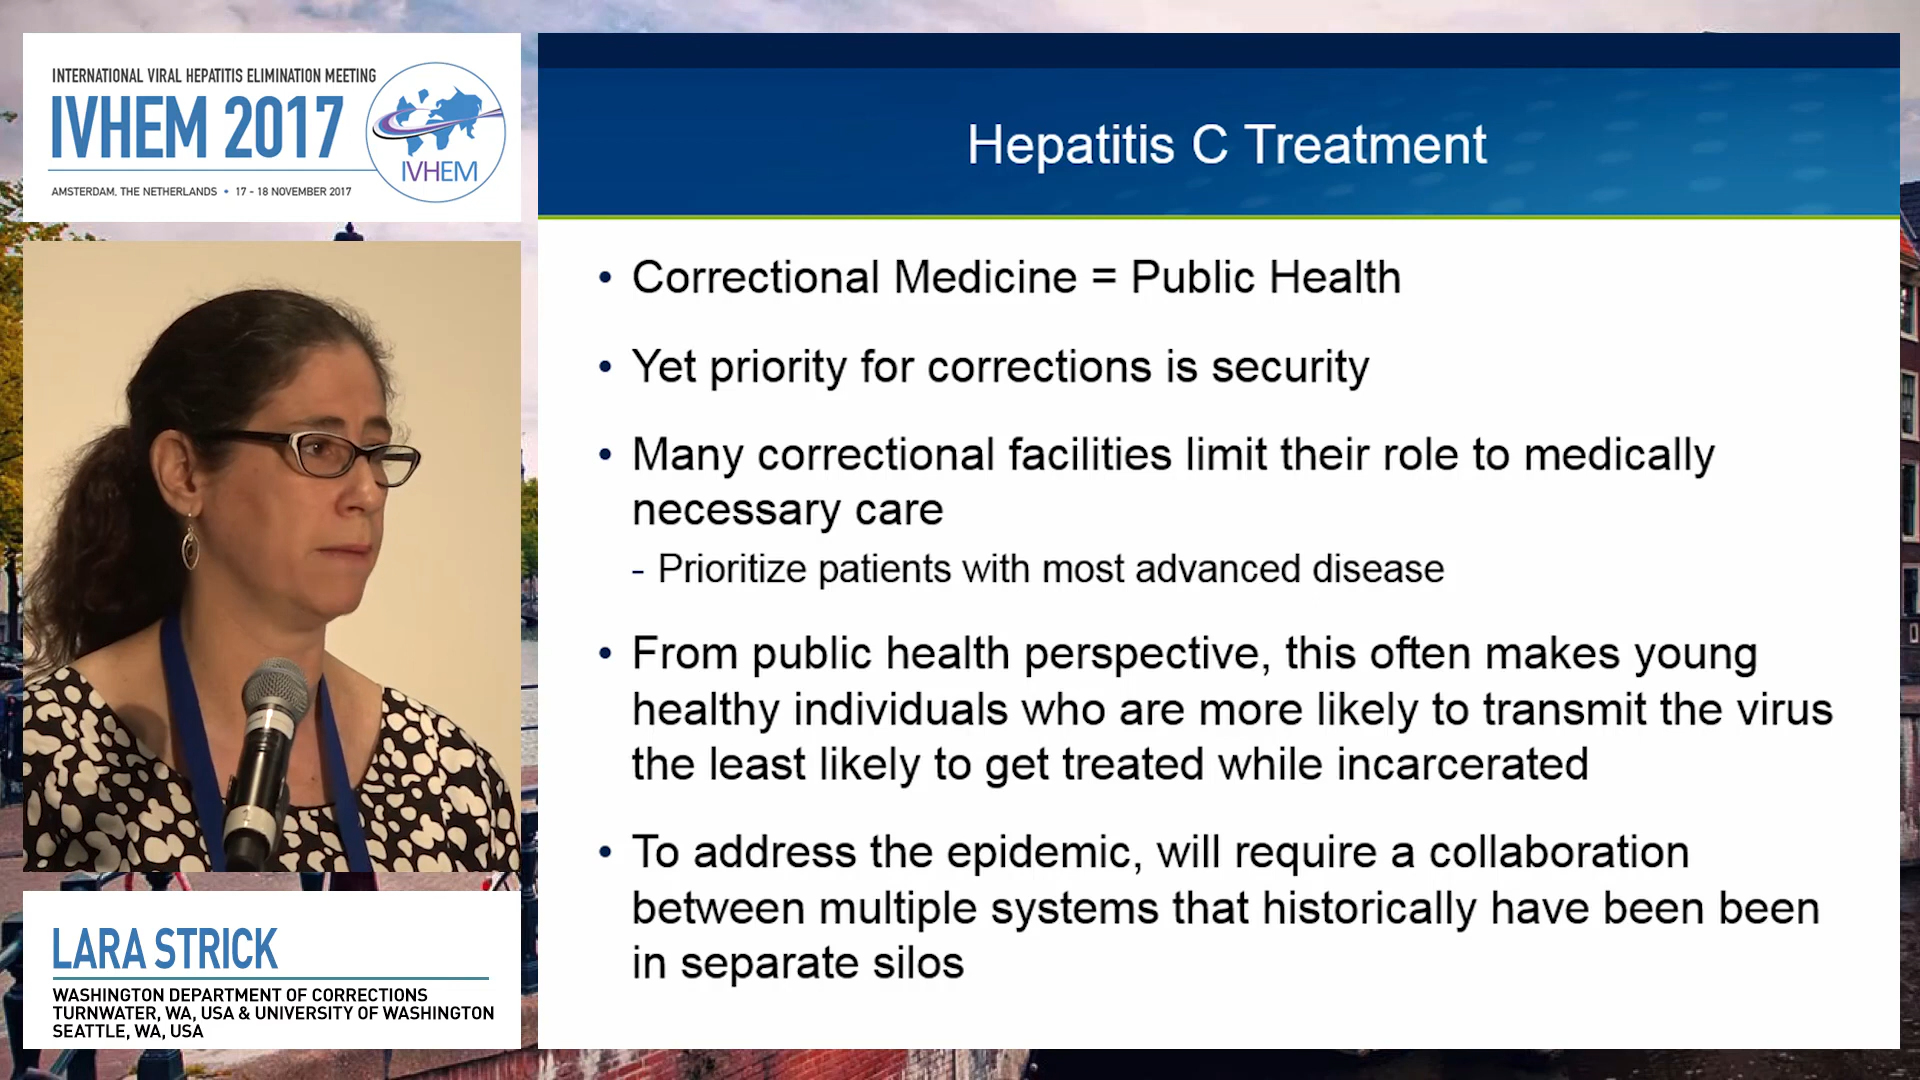 INTERNATIONAL VIRAL HEPATITIS ELIMINATION MEETING
IVHEM 2017
IVHEM
AMSTERDAM, THE NETHERLANDS • 17 - 18 NOVEMBER 2017
LARA STRICK
WASHINGTON DEPARTMENT OF CORRECTIONS
TURNWATER, WA, USA & UNIVERSITY OF WASHINGTON
SEATTLE, WA, USA
Hepatitis C Treatment
• Correctional Medicine = Public Health
• Yet priority for corrections is security
• Many correctional facilities limit their role to medically
necessary care
- Prioritize patients with most advanced disease
• From public health perspective, this often makes young
healthy individuals who are more likely to transmit the virus
the least likely to get treated while incarcerated
• To address the epidemic, will require a collaboration
between multiple systems that historically have been been
in separate silos